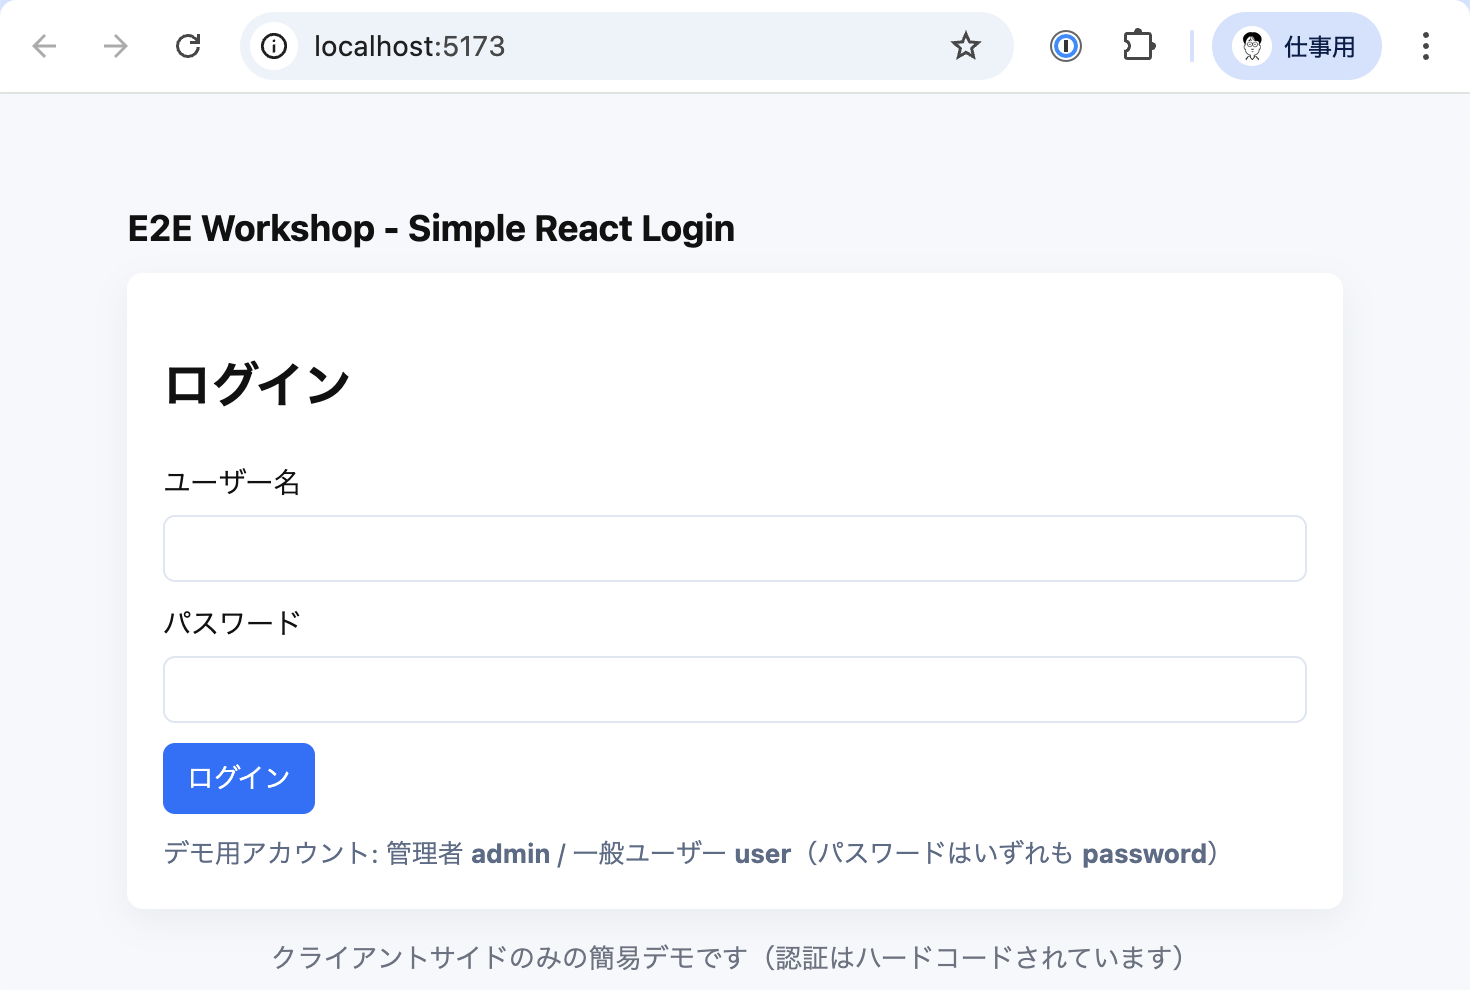 localhost:5173
仕事用
E2E Workshop - Simple React Login
ログイン
ユーザー名
パスワード
ログイン
デモ用アカウント: 管理者 admin / 一般ユーザー user（パスワードはいずれも password）
クライアントサイドのみの簡易デモです（認証はハードコードされています）